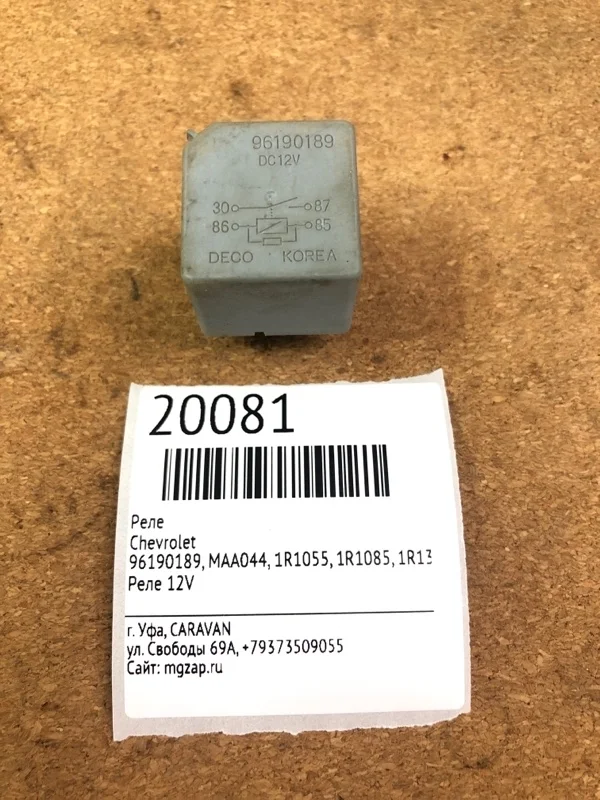 96190189
DC12V
30 87
86 85
DECO KOREA
20081
Реле
Chevrolet
96190189, MAA044, 1R1055, 1R1085, 1R13
Реле 12V
г. Уфа, CARAVAN
ул. Свободы 69А, +79373509055
Сайт: mgzap.ru